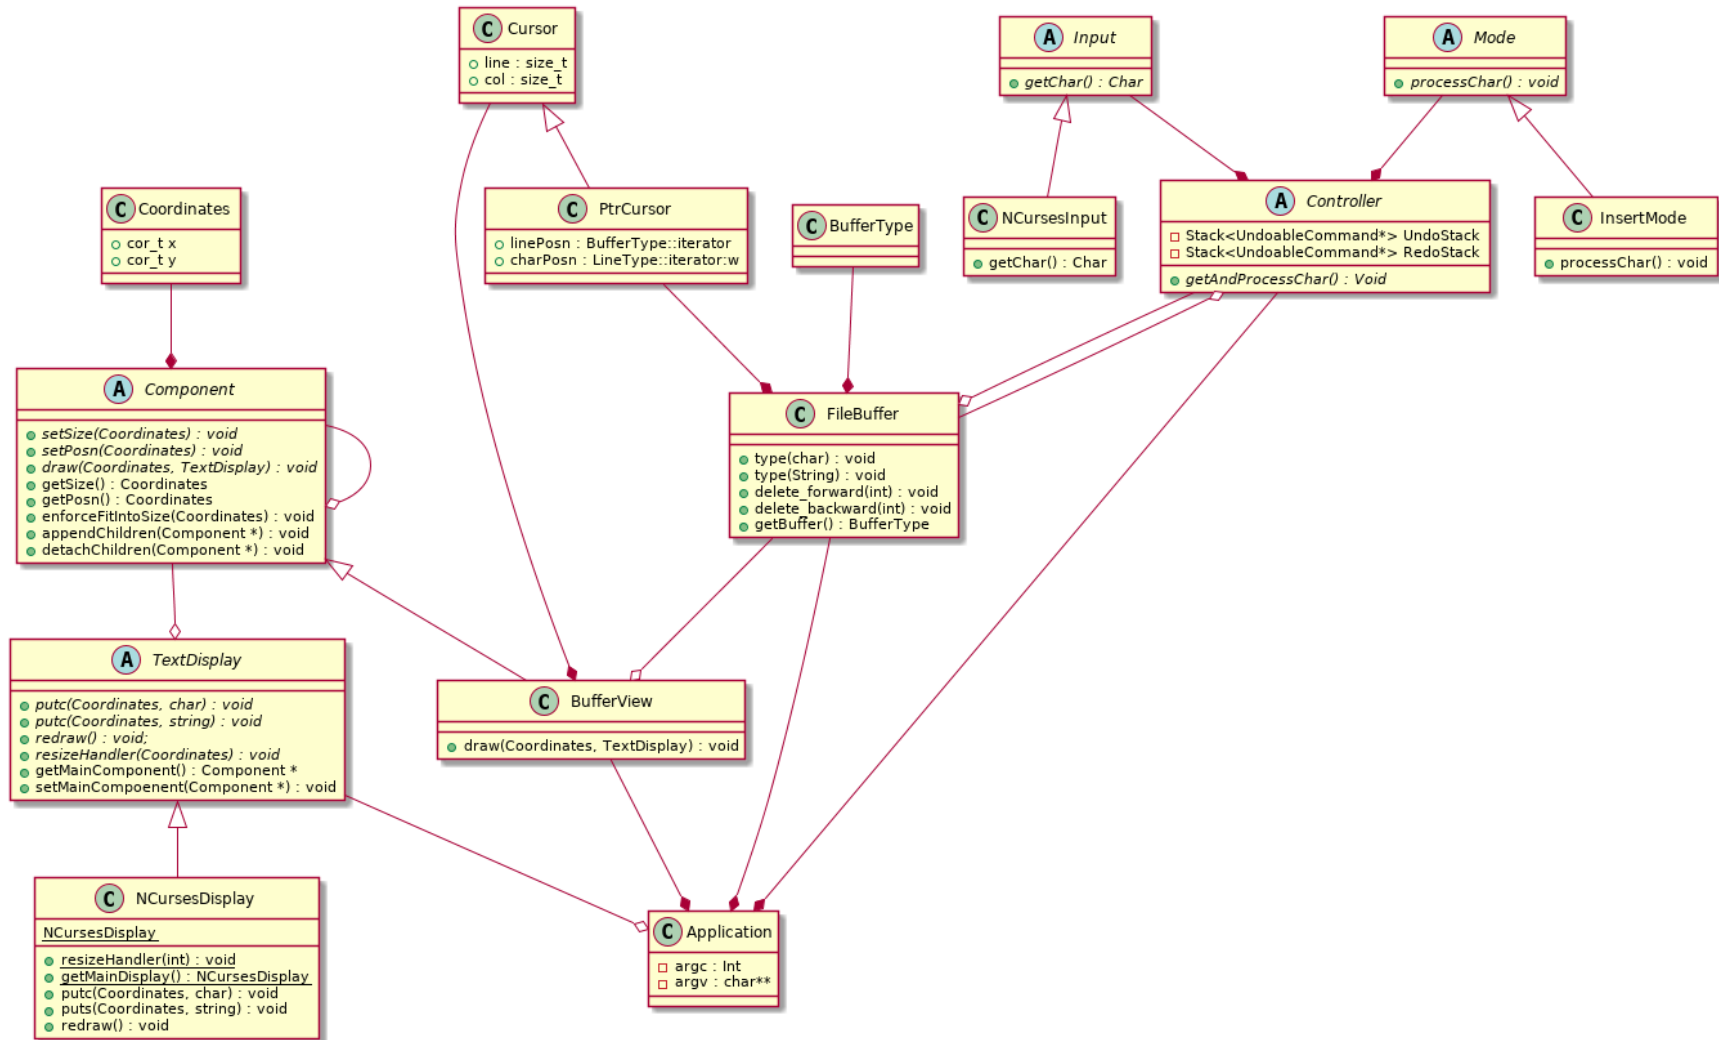 C Cursor
line : size_t
col : size_t
A Input
getChar() : Char
A Mode
processChar() : void
C Coordinates
cor_t x
cor_t y
C PtrCursor
linePosn : BufferType::iterator
charPosn : LineType::iterator:w
C BufferType
C NCursesInput
getChar() : Char
A Controller
Stack<UndoableCommand*> UndoStack
Stack<UndoableCommand*> RedoStack
getAndProcessChar() : Void
C InsertMode
processChar() : void
A Component
setSize(Coordinates) : void
setPosn(Coordinates) : void
draw(Coordinates, TextDisplay) : void
getSize() : Coordinates
getPosn() : Coordinates
enforceFitIntoSize(Coordinates) : void
appendChildren(Component *) : void
detachChildren(Component *) : void
C FileBuffer
type(char) : void
type(String) : void
delete_forward(int) : void
delete_backward(int) : void
getBuffer() : BufferType
A TextDisplay
putc(Coordinates, char) : void
putc(Coordinates, string) : void
redraw() : void;
resizeHandler(Coordinates) : void
getMainComponent() : Component *
setMainCompoenent(Component *) : void
C BufferView
draw(Coordinates, TextDisplay) : void
C NCursesDisplay
NCursesDisplay
resizeHandler(int) : void
getMainDisplay() : NCursesDisplay
putc(Coordinates, char) : void
puts(Coordinates, string) : void
redraw() : void
C Application
argc : Int
argv : char**